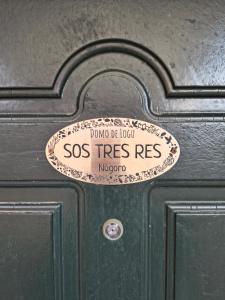 Domo de Logu
SOS TRES RES
Nùgoro